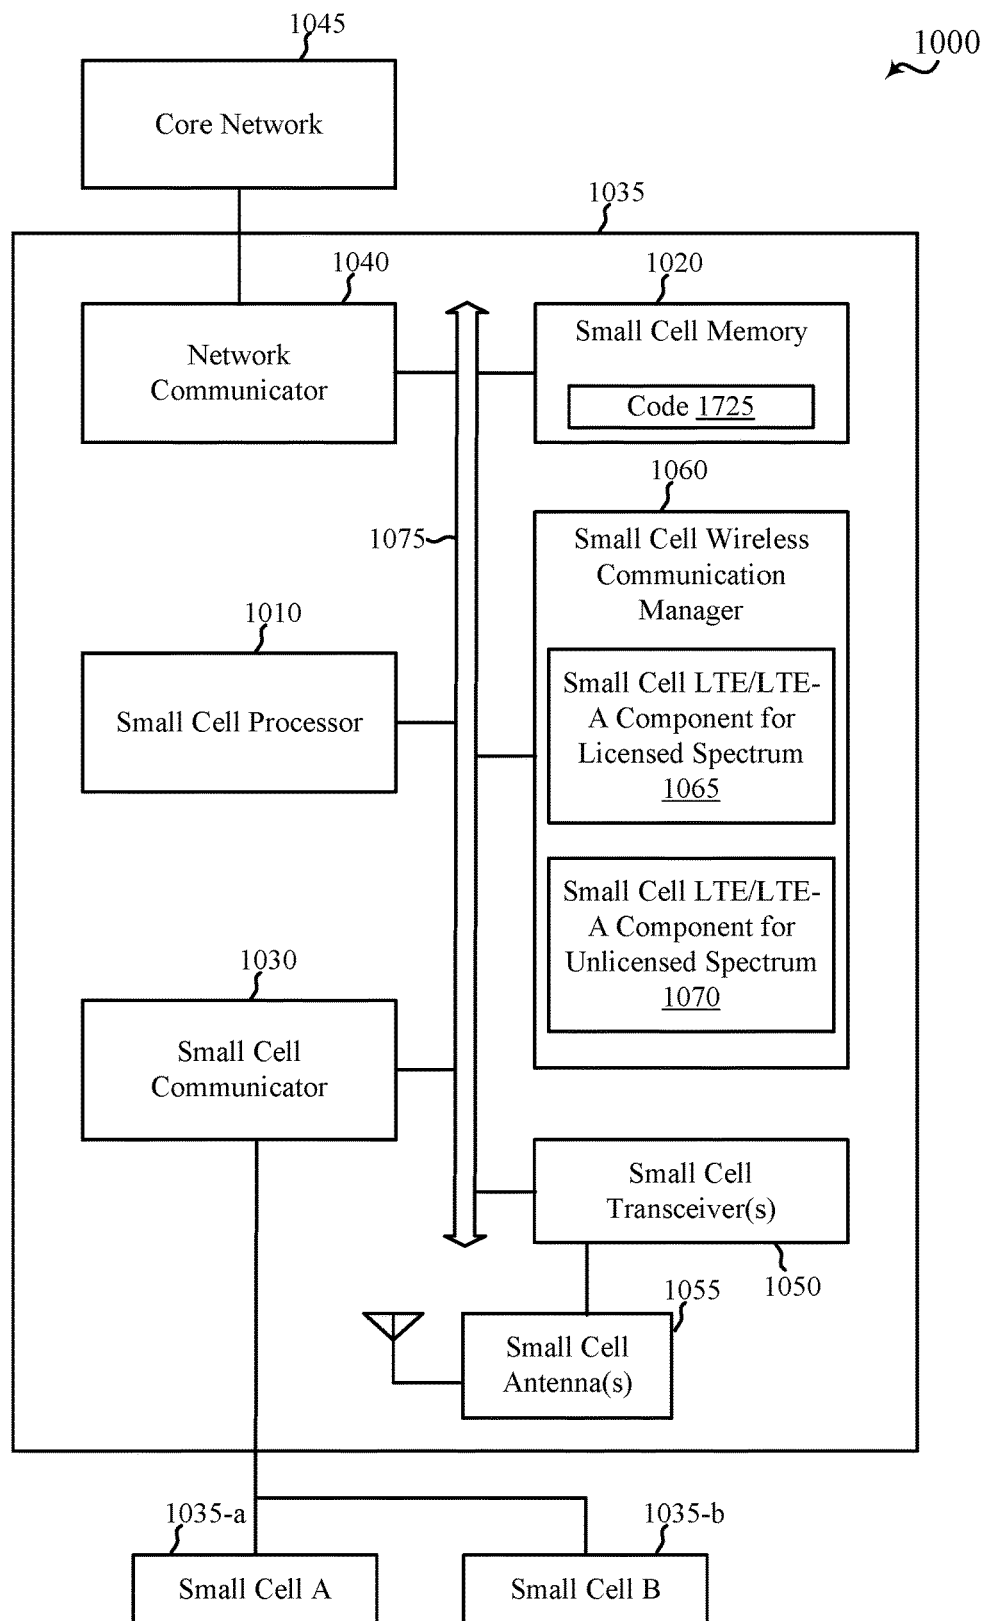 1045
1000
Core Network
1035
1040
1020
Network
Communicator
Small Cell Memory
Code 1725
1060
1075
Small Cell Wireless
Communication
Manager
1010
Small Cell Processor
Small Cell LTE/LTE-
A Component for
Licensed Spectrum
1065
Small Cell LTE/LTE-
A Component for
Unlicensed Spectrum
1070
1030
Small Cell
Communicator
Small Cell
Transceiver(s)
1050
1055
Small Cell
Antenna(s)
1035-a
1035-b
Small Cell A
Small Cell B